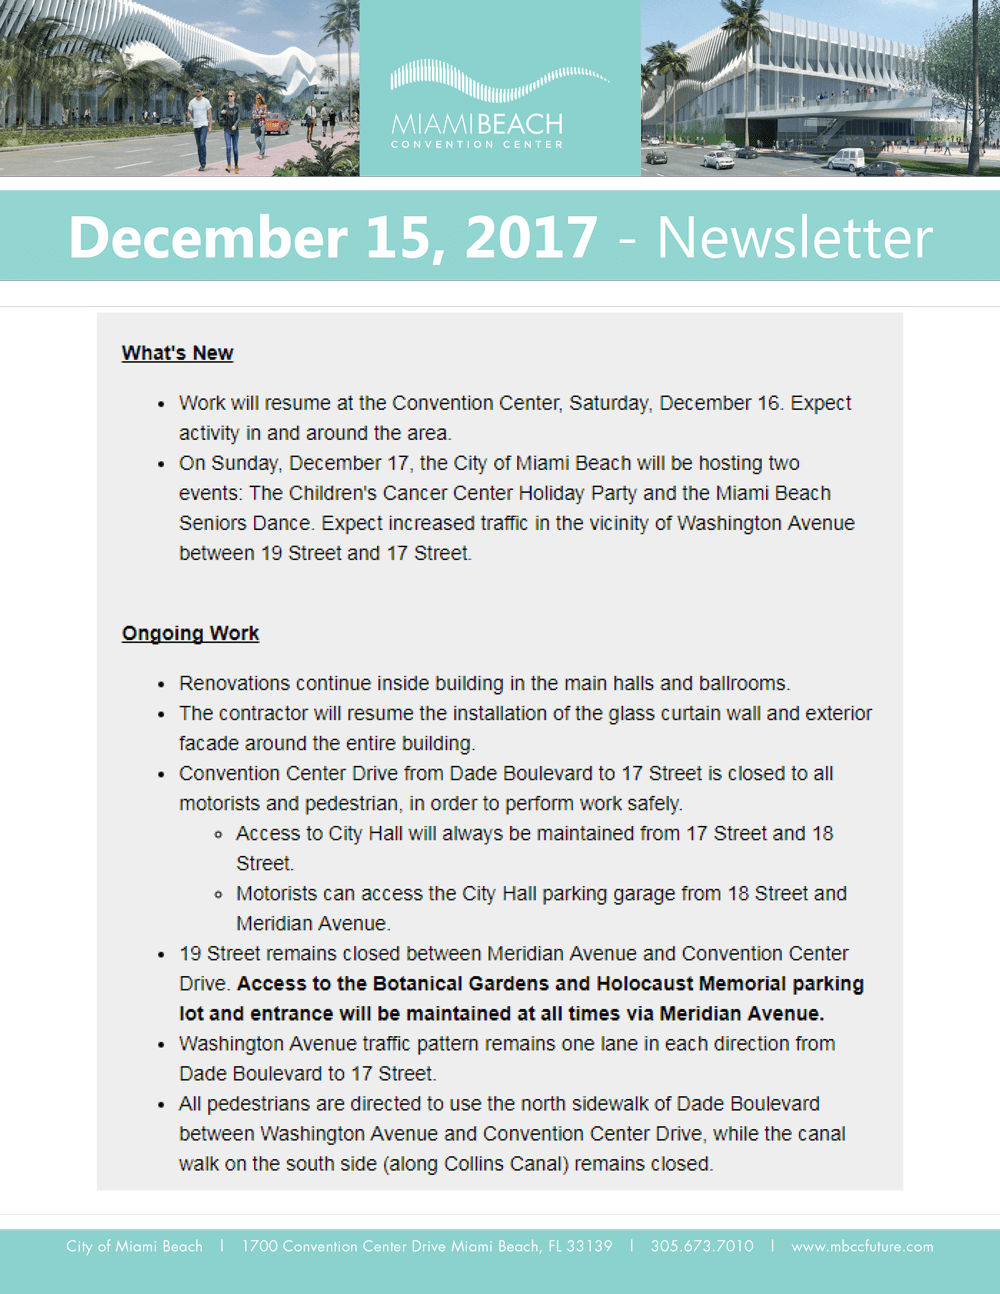 MIAMI BEACH
CONVENTION CENTER
December 15, 2017 - Newsletter
What's New
• Work will resume at the Convention Center, Saturday, December 16. Expect
activity in and around the area.
• On Sunday, December 17, the City of Miami Beach will be hosting two
events: The Children's Cancer Center Holiday Party and the Miami Beach
Seniors Dance. Expect increased traffic in the vicinity of Washington Avenue
between 19 Street and 17 Street.
Ongoing Work
• Renovations continue inside building in the main halls and ballrooms.
• The contractor will resume the installation of the glass curtain wall and exterior
facade around the entire building.
• Convention Center Drive from Dade Boulevard to 17 Street is closed to all
motorists and pedestrian, in order to perform work safely.
◦ Access to City Hall will always be maintained from 17 Street and 18
Street.
◦ Motorists can access the City Hall parking garage from 18 Street and
Meridian Avenue.
• 19 Street remains closed between Meridian Avenue and Convention Center
Drive. Access to the Botanical Gardens and Holocaust Memorial parking
lot and entrance will be maintained at all times via Meridian Avenue.
• Washington Avenue traffic pattern remains one lane in each direction from
Dade Boulevard to 17 Street.
• All pedestrians are directed to use the north sidewalk of Dade Boulevard
between Washington Avenue and Convention Center Drive, while the canal
walk on the south side (along Collins Canal) remains closed.
City of Miami Beach | 1700 Convention Center Drive Miami Beach, FL 33139 | 305.673.7010 | www.mbccfuture.com